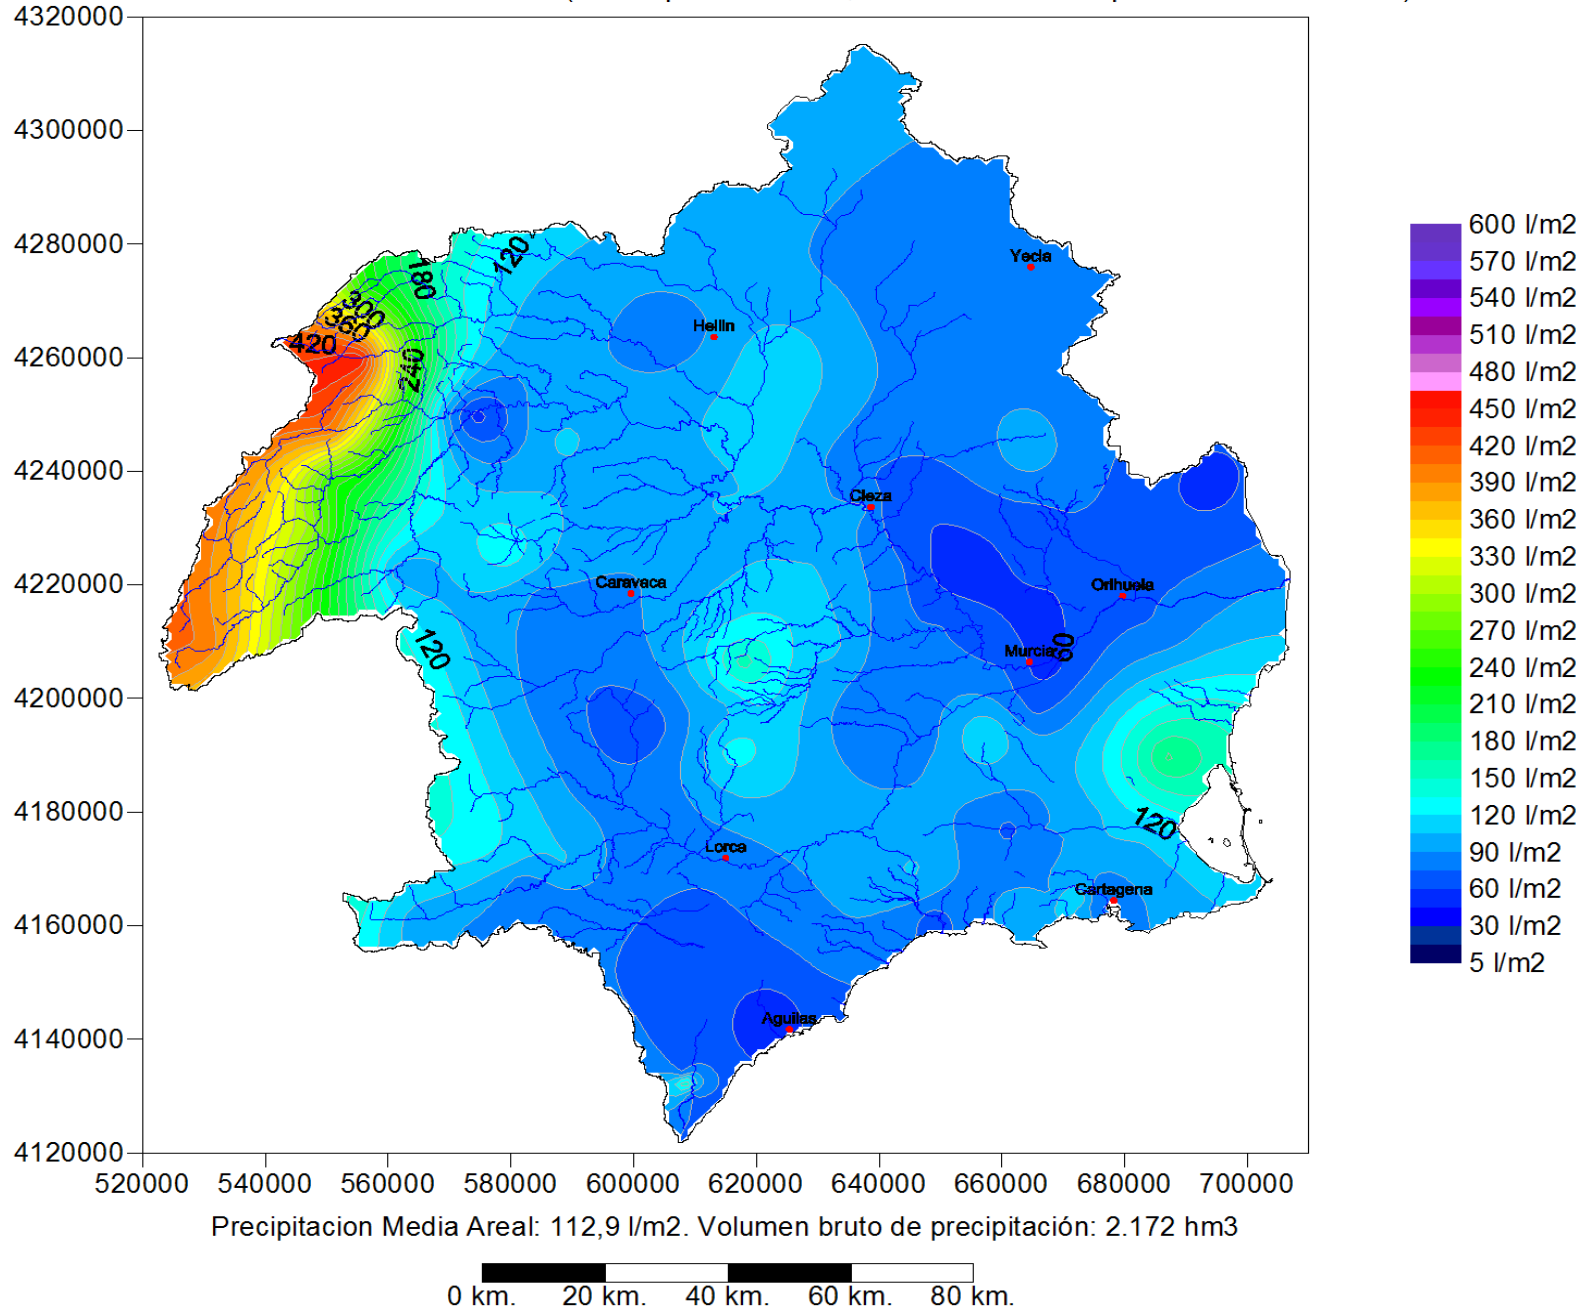 4320000
4300000
4280000
4260000
4240000
4220000
4200000
4180000
4160000
4140000
4120000
520000 540000 560000 580000 600000 620000 640000 660000 680000 700000
120
180
300
360
420
240
120
60
120
Yecla
Hellin
Cieza
Caravaca
Orihuela
Murcia
Lorca
Cartagena
Aguilas
600 l/m2
570 l/m2
540 l/m2
510 l/m2
480 l/m2
450 l/m2
420 l/m2
390 l/m2
360 l/m2
330 l/m2
300 l/m2
270 l/m2
240 l/m2
210 l/m2
180 l/m2
150 l/m2
120 l/m2
90 l/m2
60 l/m2
30 l/m2
5 l/m2
Precipitacion Media Areal: 112,9 l/m2. Volumen bruto de precipitación: 2.172 hm3
0 km. 20 km. 40 km. 60 km. 80 km.